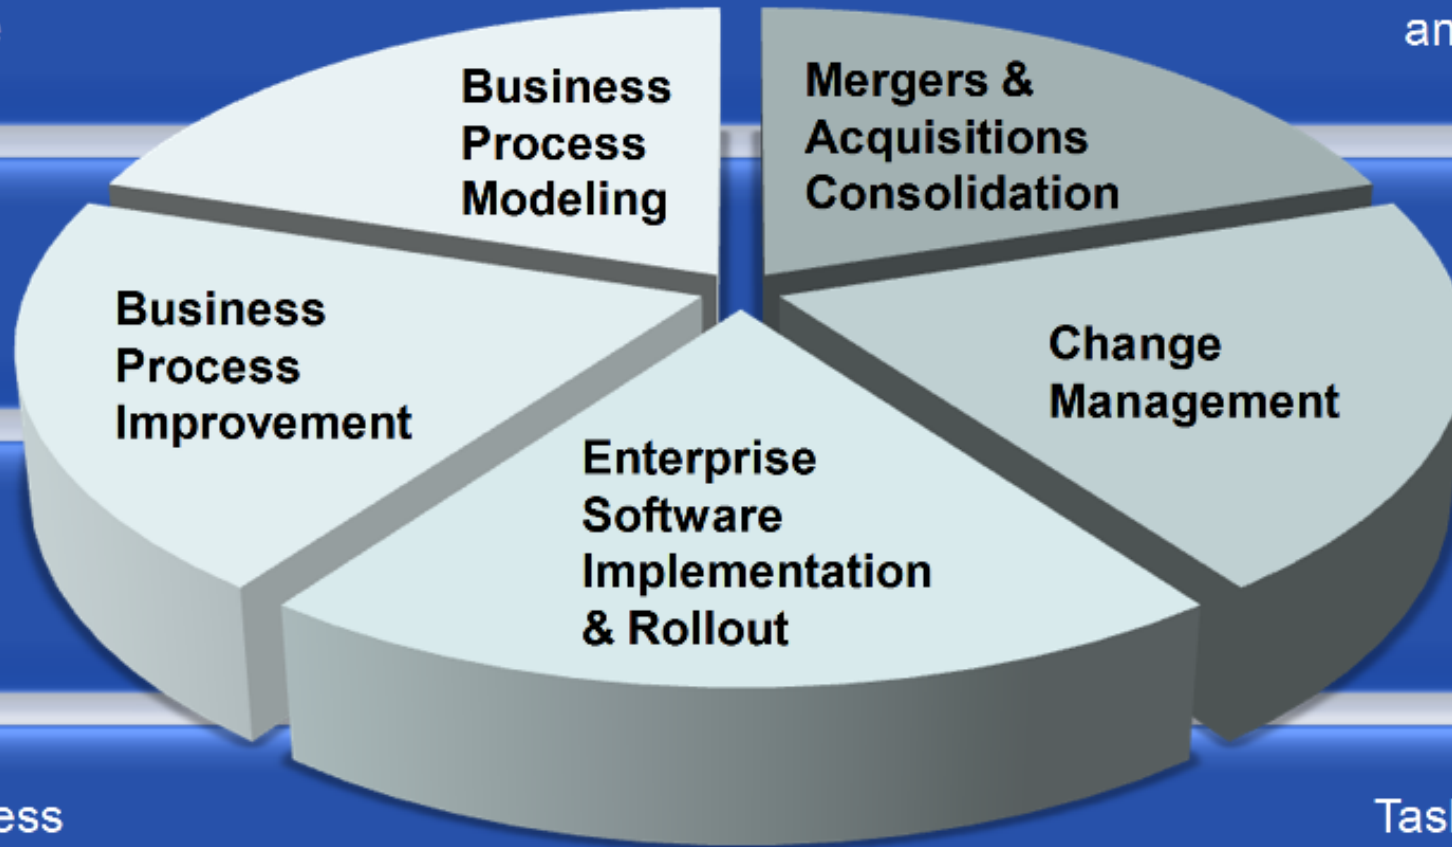 Business
Process
Modeling
Mergers &
Acquisitions
Consolidation
Business
Process
Improvement
Change
Management
Enterprise
Software
Implementation
& Rollout